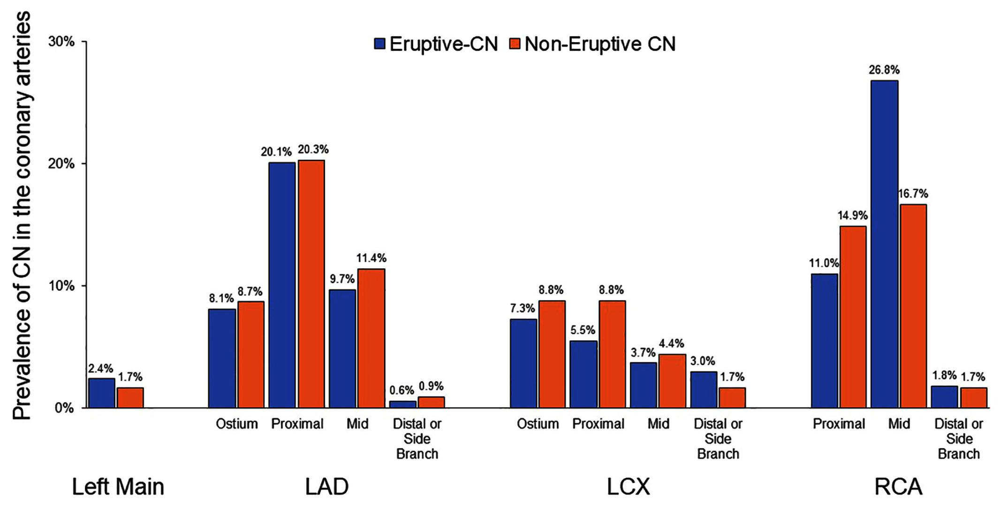 Prevalence of CN in the coronary arteries
30%
20%
10%
0%
Eruptive-CN
Non-Eruptive CN
2.4%
1.7%
8.1%
8.7%
20.1%
20.3%
9.7%
11.4%
0.6%
0.9%
7.3%
8.8%
5.5%
8.8%
3.7%
4.4%
3.0%
1.7%
11.0%
14.9%
26.8%
16.7%
1.8%
1.7%
Ostium
Proximal
Mid
Distal or
Side
Branch
Ostium
Proximal
Mid
Distal or
Side
Branch
Proximal
Mid
Distal or
Side
Branch
Left Main
LAD
LCX
RCA